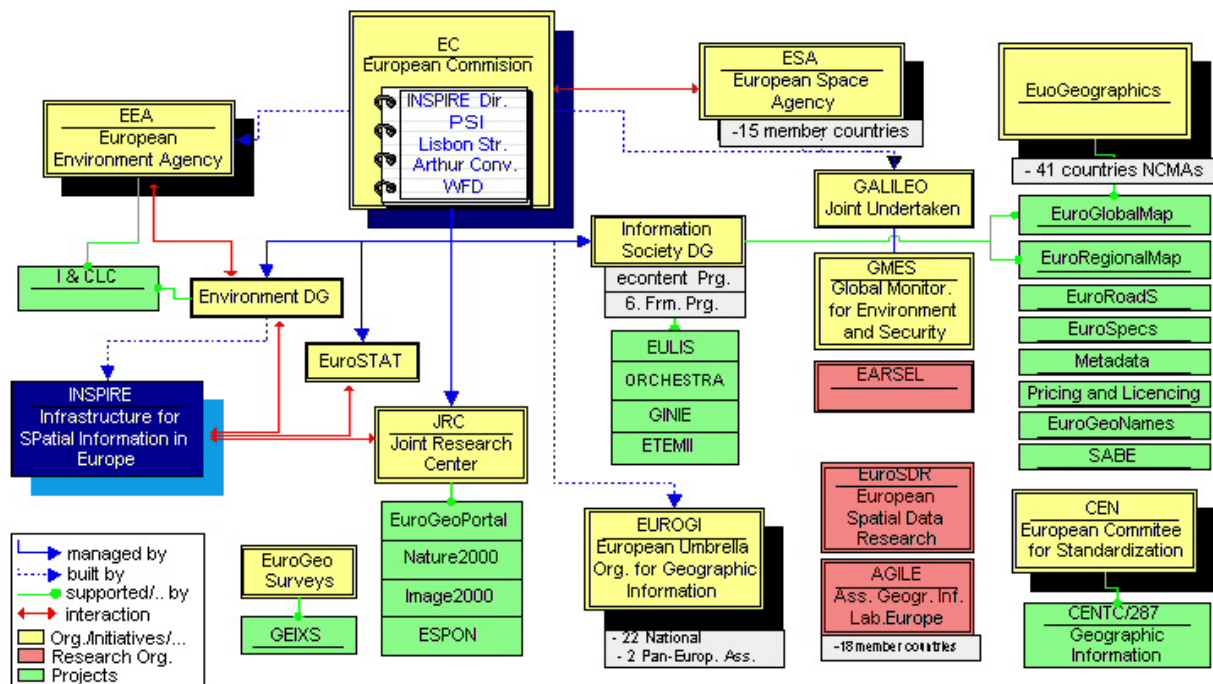 EC
European Commision
INSPIRE Dir.
PSI
Lisbon Str.
Arthur Conv.
WFD
ESA
European Space
Agency
-15 member countries
EuoGeographics
- 41 countries NCMAs
EEA
European
Environment Agency
GALILEO
Joint Undertaken
GMES
Global Monitor.
for Environment
and Security
EARSEL
EuroGlobalMap
EuroRegionalMap
EuroRoadS
EuroSpecs
Metadata
Pricing and Licencing
EuroGeoNames
SABE
Information
Society DG
econtent Prg.
6. Frm. Prg.
EULIS
ORCHESTRA
GINIE
ETEMII
I & CLC
Environment DG
EuroSTAT
INSPIRE
Infrastructure for
SPatial Information in
Europe
JRC
Joint Research
Center
EuroGeoPortal
Nature2000
Image2000
ESPON
EuroGeo
Surveys
GEIXS
EUROGI
European Umbrella
Org. for Geographic
Information
- 22 National
- 2 Pan-Europ. Ass.
EuroSDR
European
Spatial Data
Research
AGILE
Ass. Geogr. Inf.
Lab.Europe
-18 member countries
CEN
European Commitee
for Standardization
CENTC/287
Geographic
Information
managed by
built by
supported/.. by
interaction
Org./Initiatives/...
Research Org.
Projects